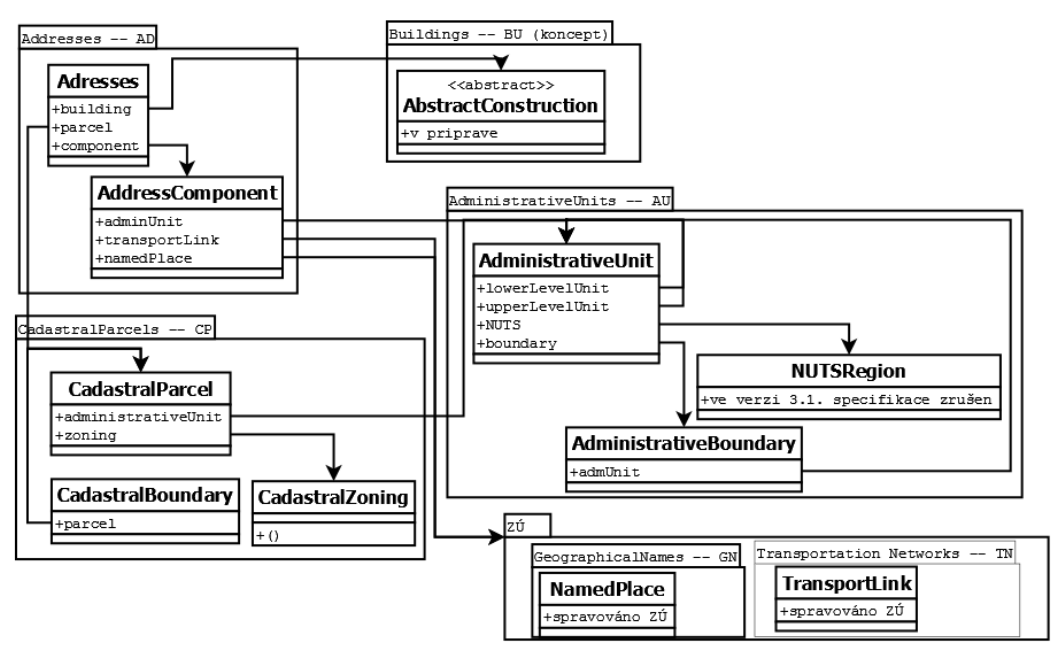 Addresses -- AD
Adresses
+building
+parcel
+component
AddressComponent
+adminUnit
+transportLink
+namedPlace
Buildings -- BU (koncept)
<<abstract>>
AbstractConstruction
+v priprave
AdministrativeUnits -- AU
AdministrativeUnit
+lowerLevelUnit
+upperLevelUnit
+NUTS
+boundary
NUTSRegion
+ve verzi 3.1. specifikace zrušen
AdministrativeBoundary
+admUnit
CadastralParcels -- CP
CadastralParcel
+administrativeUnit
+zoning
CadastralBoundary
+parcel
CadastralZoning
+()
ZÚ
GeographicalNames -- GN
NamedPlace
+spravováno ZÚ
Transportation Networks -- TN
TransportLink
+spravováno ZÚ